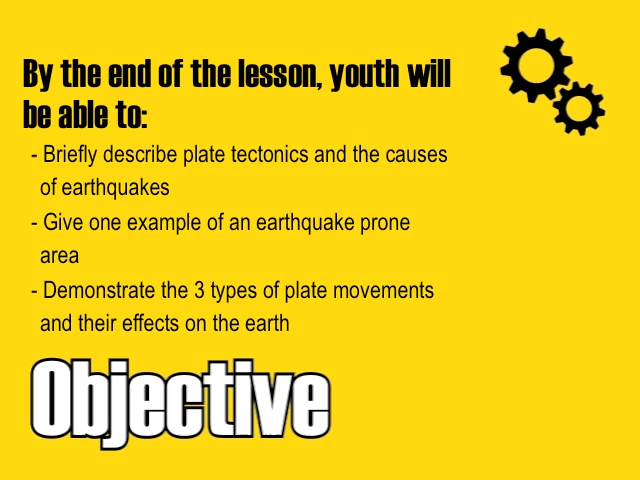 By the end of the lesson, youth will
be able to:
- Briefly describe plate tectonics and the causes
of earthquakes
- Give one example of an earthquake prone
area
- Demonstrate the 3 types of plate movements
and their effects on the earth
Objective